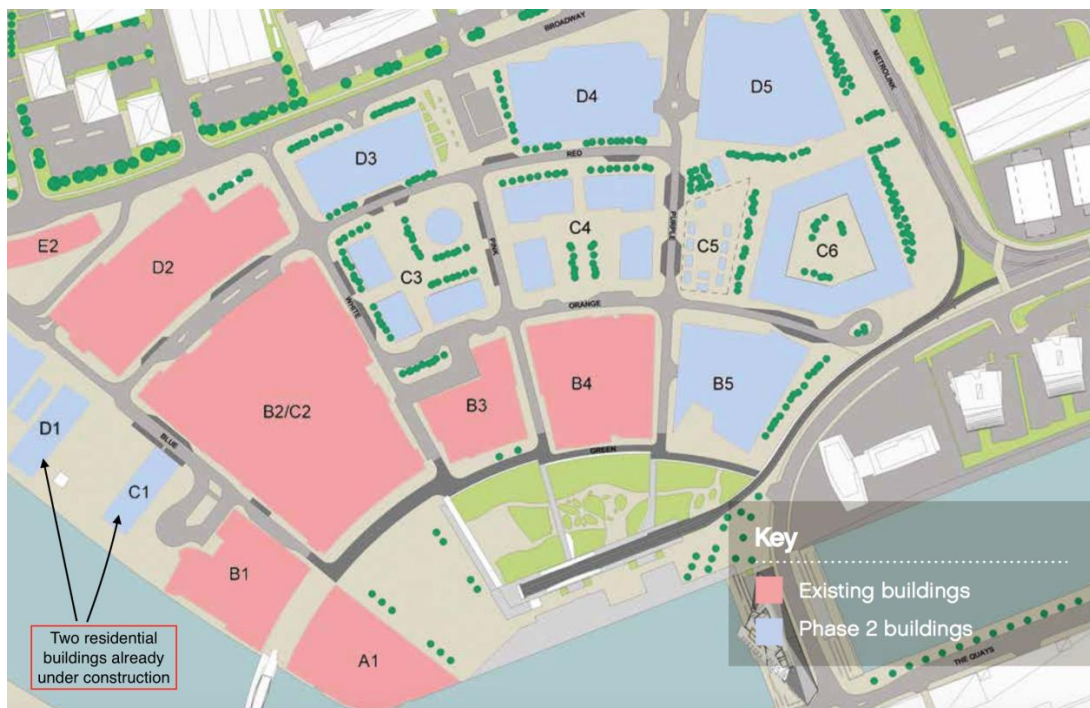 BROADWAY
METROLINK
D4
D5
D3
RED
E2
D2
C4
PURPLE
C5
C6
C3
PINK
WHITE
ORANGE
B2/C2
B3
B4
B5
D1
BLUE
C1
GREEN
B1
A1
Two residential
buildings already
under construction
Key
Existing buildings
Phase 2 buildings
THE QUAYS